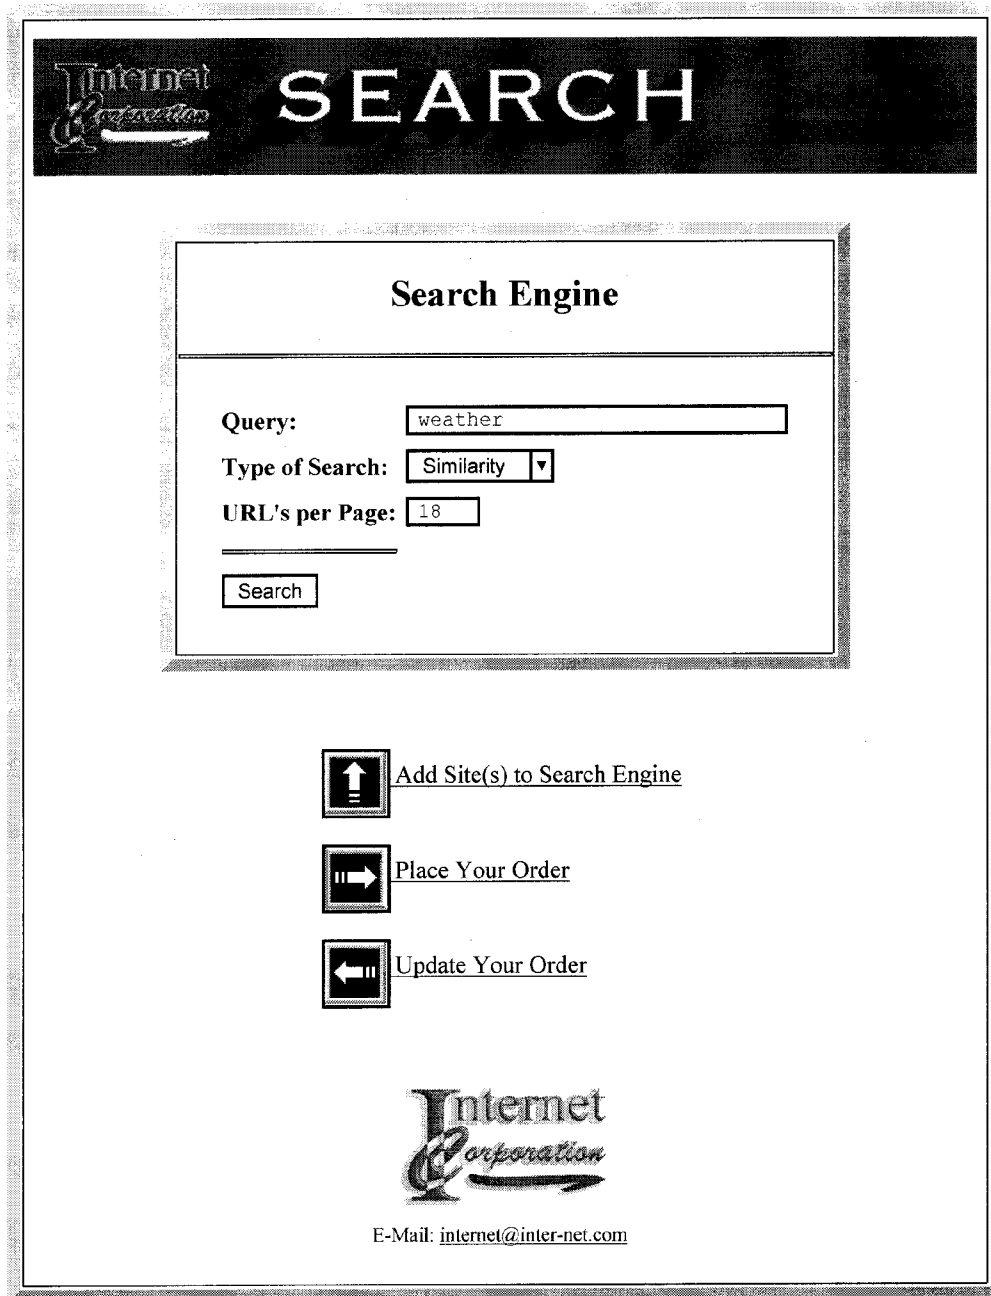 Internet
Corporation
SEARCH
Search Engine
Query: weather
Type of Search: Similarity
URL's per Page: 18
Search
Add Site(s) to Search Engine
Place Your Order
Update Your Order
Internet
Corporation
E-Mail: internet@inter-net.com